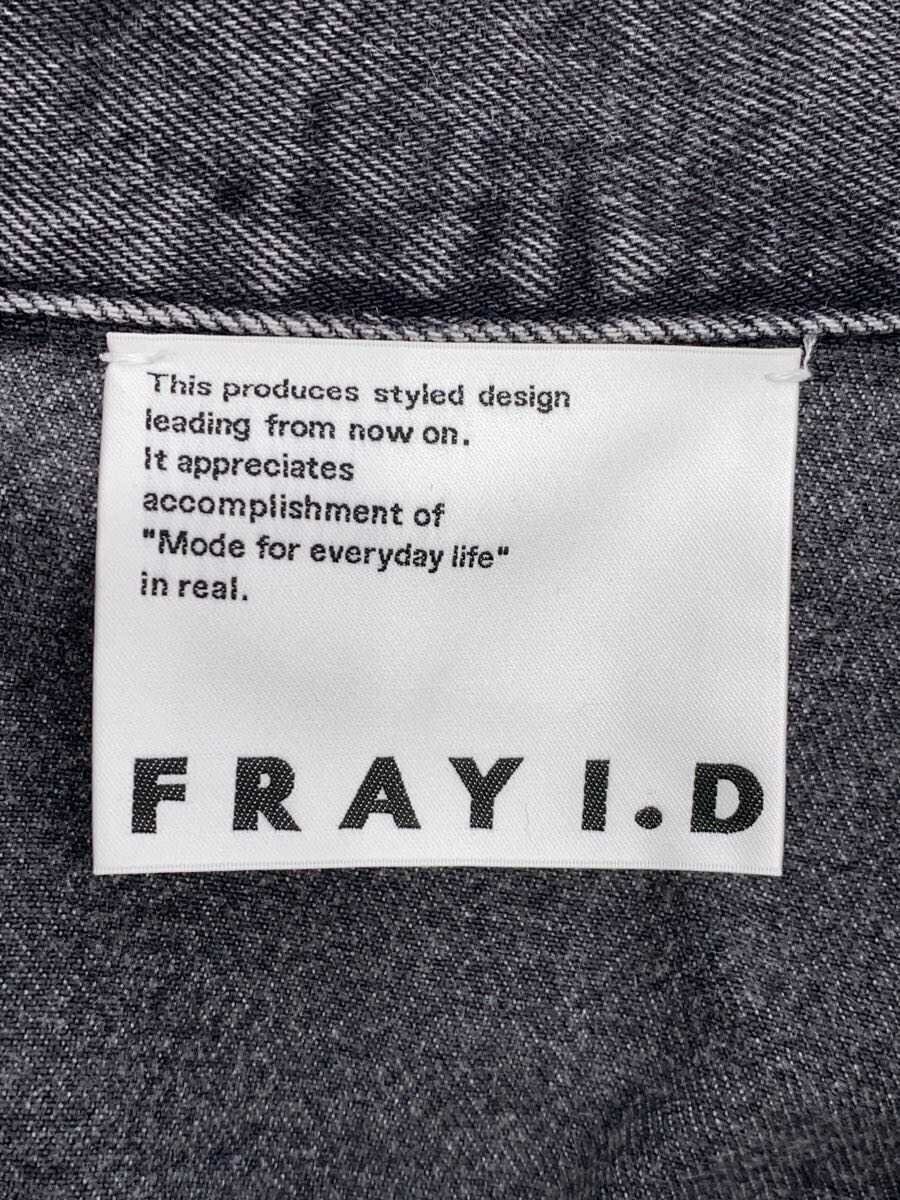 This produces styled design
leading from now on.
It appreciates
accomplishment of
"Mode for everyday life"
in real.
FRAY I.D